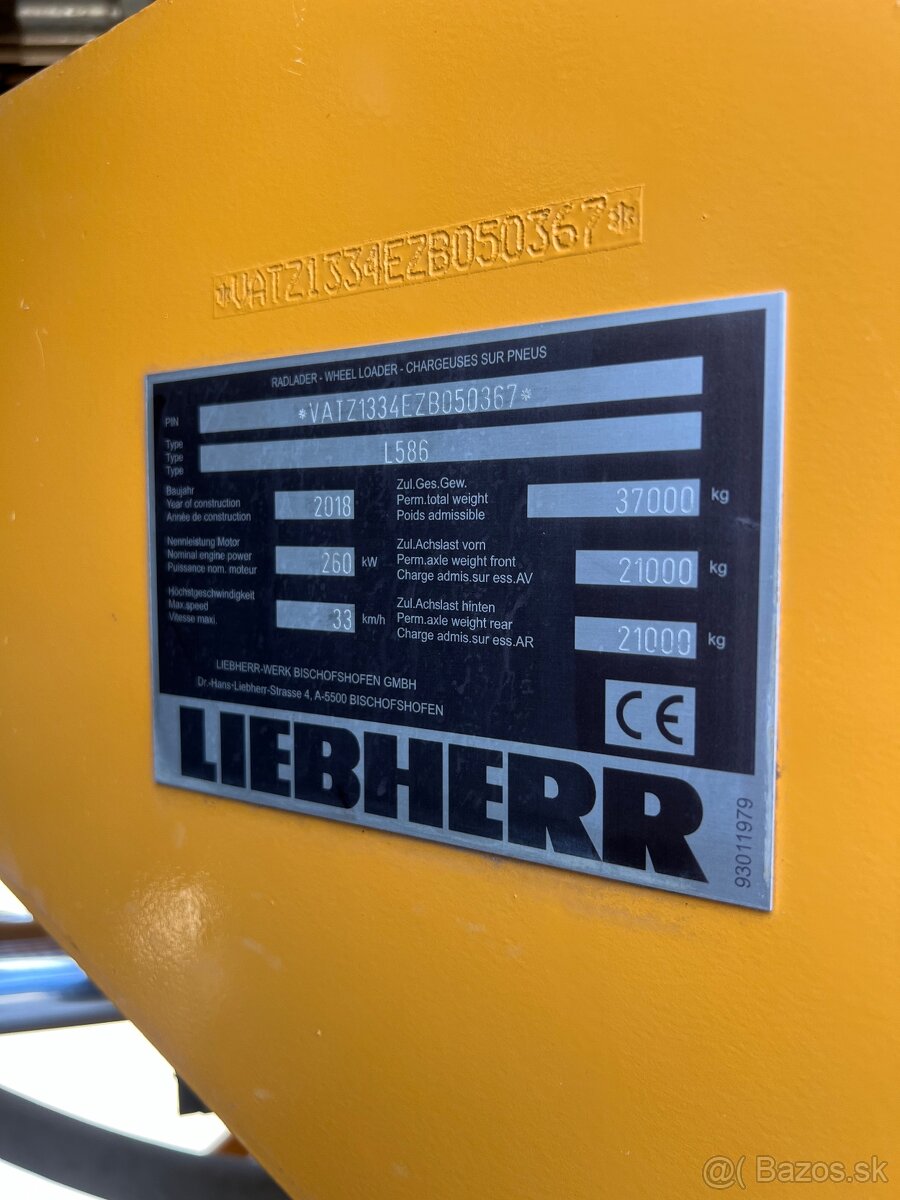 *VATZ1334EZB050367*
RADLADER - WHEEL LOADER - CHARGEUSES SUR PNEUS
PIN *VATZ1334EZB050367*
Type
Type L586
Type
Baujahr
Year of construction 2018
Année de construction
Zul.Ges.Gew.
Perm.total weight 37000 kg
Poids admissible
Nennleistung Motor
Nominal engine power 260 kW
Puissance nom. moteur
Zul.Achslast vorn
Perm.axle weight front 21000 kg
Charge admis.sur ess.AV
Höchstgeschwindigkeit
Max.speed 33 km/h
Vitesse maxi.
Zul.Achslast hinten
Perm.axle weight rear 21000 kg
Charge admis.sur ess.AR
LIEBHERR-WERK BISCHOFSHOFEN GMBH
Dr.-Hans-Liebherr-Strasse 4, A-5500 BISCHOFSHOFEN
CE
LIEBHERR
93011979
@( Bazos.sk